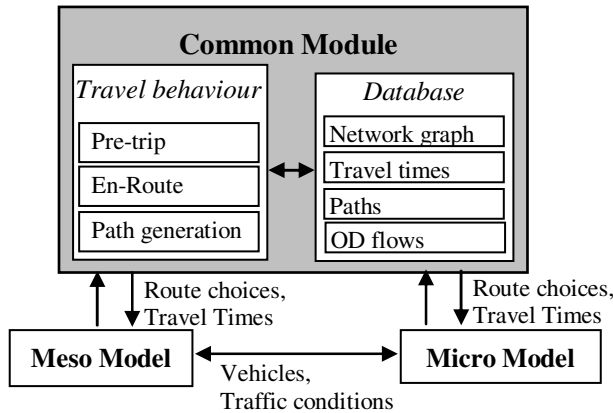 Common Module
Travel behaviour
Pre-trip
En-Route
Path generation
Database
Network graph
Travel times
Paths
OD flows
Route choices,
Travel Times
Route choices,
Travel Times
Meso Model
Vehicles,
Traffic conditions
Micro Model